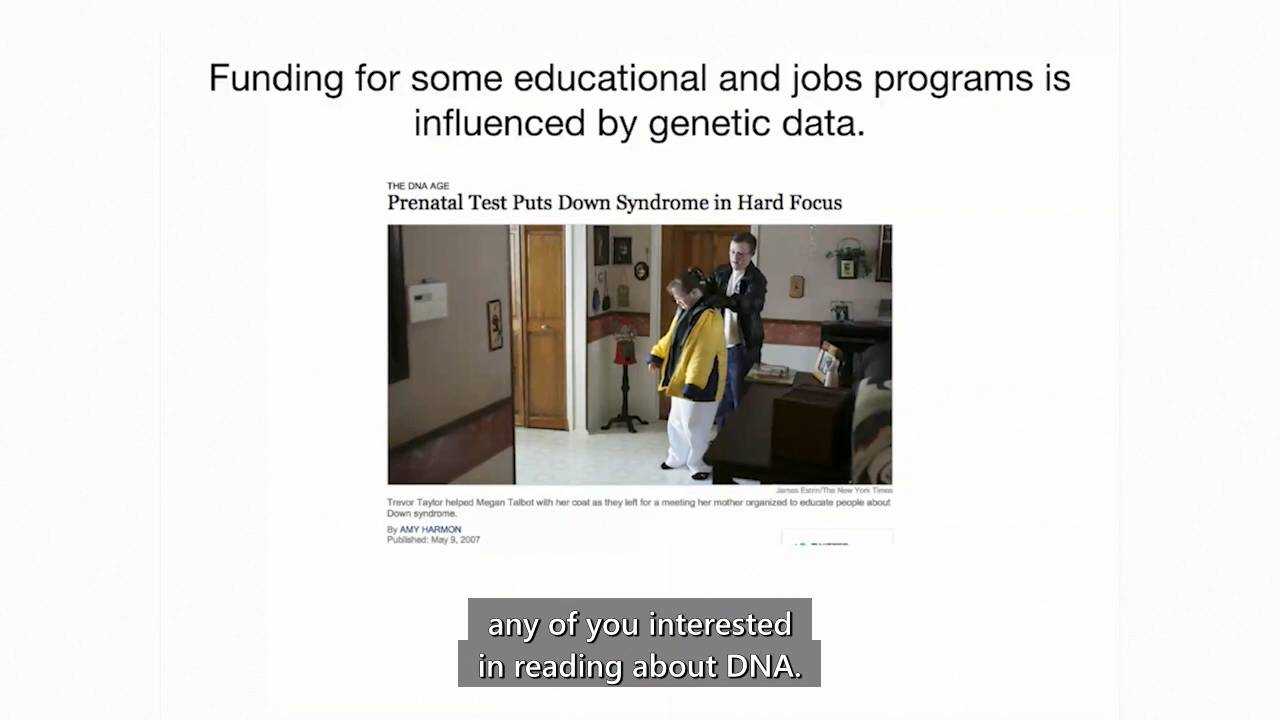 Funding for some educational and jobs programs is
influenced by genetic data.
THE DNA AGE
Prenatal Test Puts Down Syndrome in Hard Focus
James Estrin/The New York Times
Trevor Taylor helped Megan Talbot with her coat as they left for a meeting her mother organized to educate people about
Down syndrome.
By AMY HARMON
Published: May 9, 2007
any of you interested
in reading about DNA.